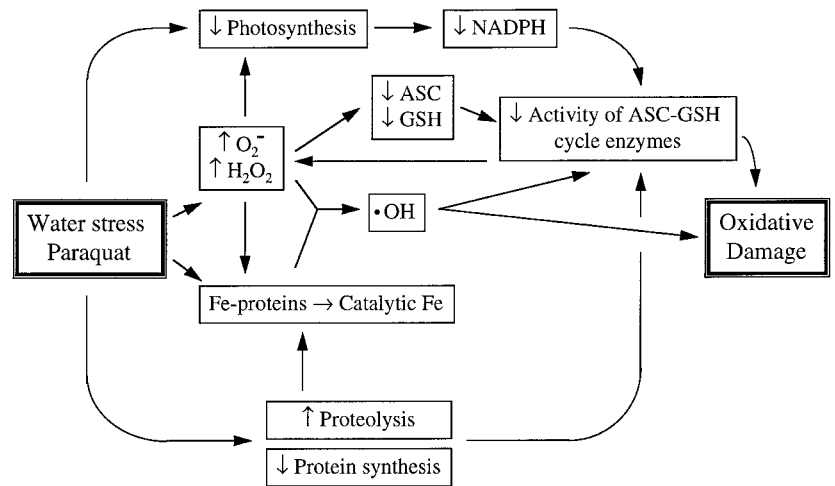 ↓ Photosynthesis
↓ NADPH
↓ ASC
↓ GSH
↓ Activity of ASC-GSH
cycle enzymes
↑ O₂⁻
↑ H₂O₂
•OH
Water stress
Paraquat
Oxidative
Damage
Fe-proteins → Catalytic Fe
↑ Proteolysis
↓ Protein synthesis